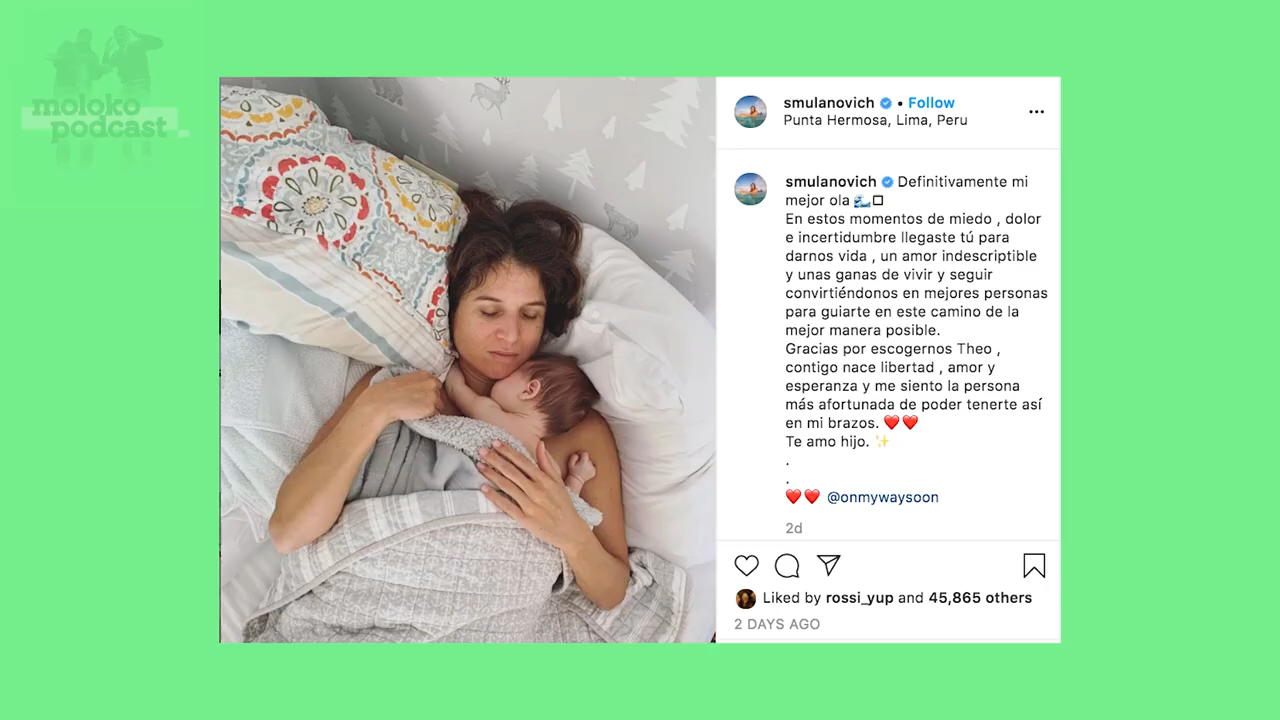 moloko
podcast
smulanovich • Follow
Punta Hermosa, Lima, Peru
smulanovich Definitivamente mi
mejor ola 🌊□
En estos momentos de miedo , dolor
e incertidumbre llegaste tú para
darnos vida , un amor indescriptible
y unas ganas de vivir y seguir
convirtiéndonos en mejores personas
para guiarte en este camino de la
mejor manera posible.
Gracias por escogernos Theo ,
contigo nace libertad , amor y
esperanza y me siento la persona
más afortunada de poder tenerte así
en mi brazos. ❤️❤️
Te amo hijo. ✨
.
.
❤️❤️ @onmywaysoon
2d
Liked by rossi_yup and 45,865 others
2 DAYS AGO